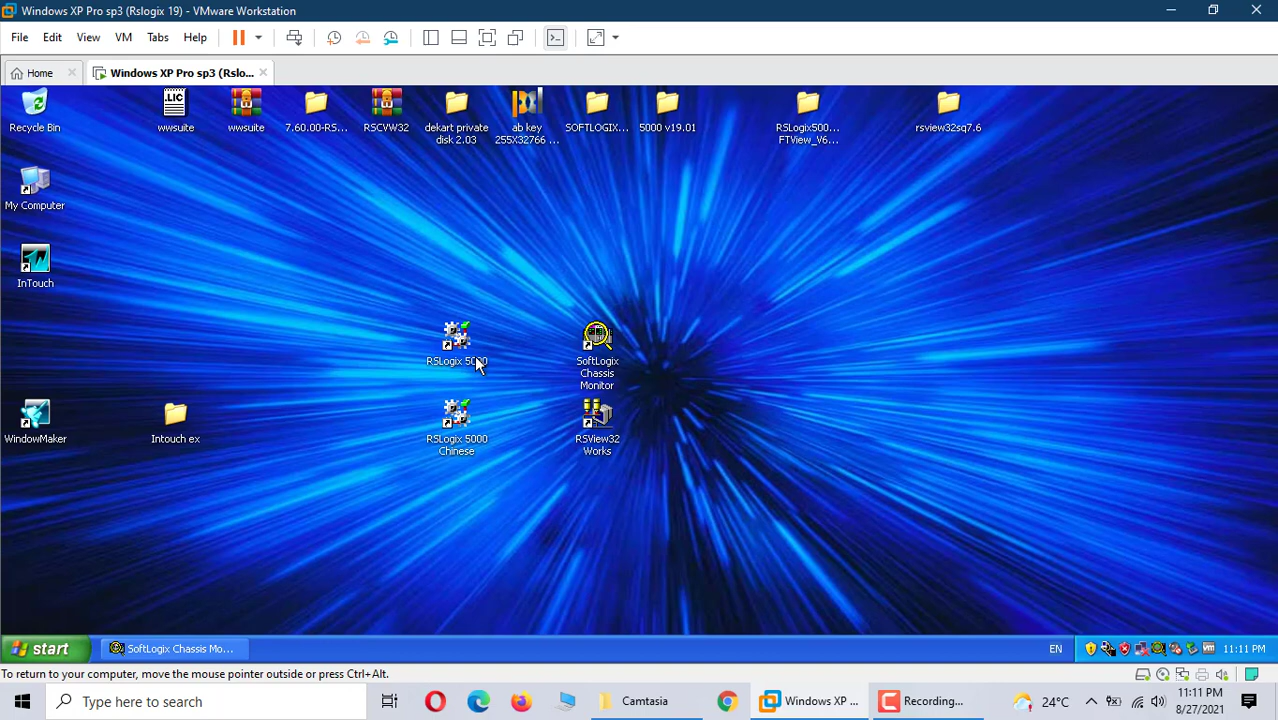 Windows XP Pro sp3 (Rslogix 19) - VMware Workstation
File Edit View VM Tabs Help
Home
Windows XP Pro sp3 (Rslo...
Recycle Bin
wwsuite
wwsuite
7.60.00-RS...
RSCVW32
dekart private disk 2.03
ab key 255X32766 ...
SOFTLOGIX...
5000 v19.01
RSLogix500... FTView_V6...
rsview32sq7.6
.LIC
My Computer
InTouch
RSLogix 5000
SoftLogix Chassis Monitor
WindowMaker
Intouch ex
RSLogix 5000 Chinese
RSView32 Works
start
SoftLogix Chassis Mo...
EN
11:11 PM
To return to your computer, move the mouse pointer outside or press Ctrl+Alt.
Type here to search
Camtasia
Windows XP ...
Recording...
24°C
11:11 PM
8/27/2021